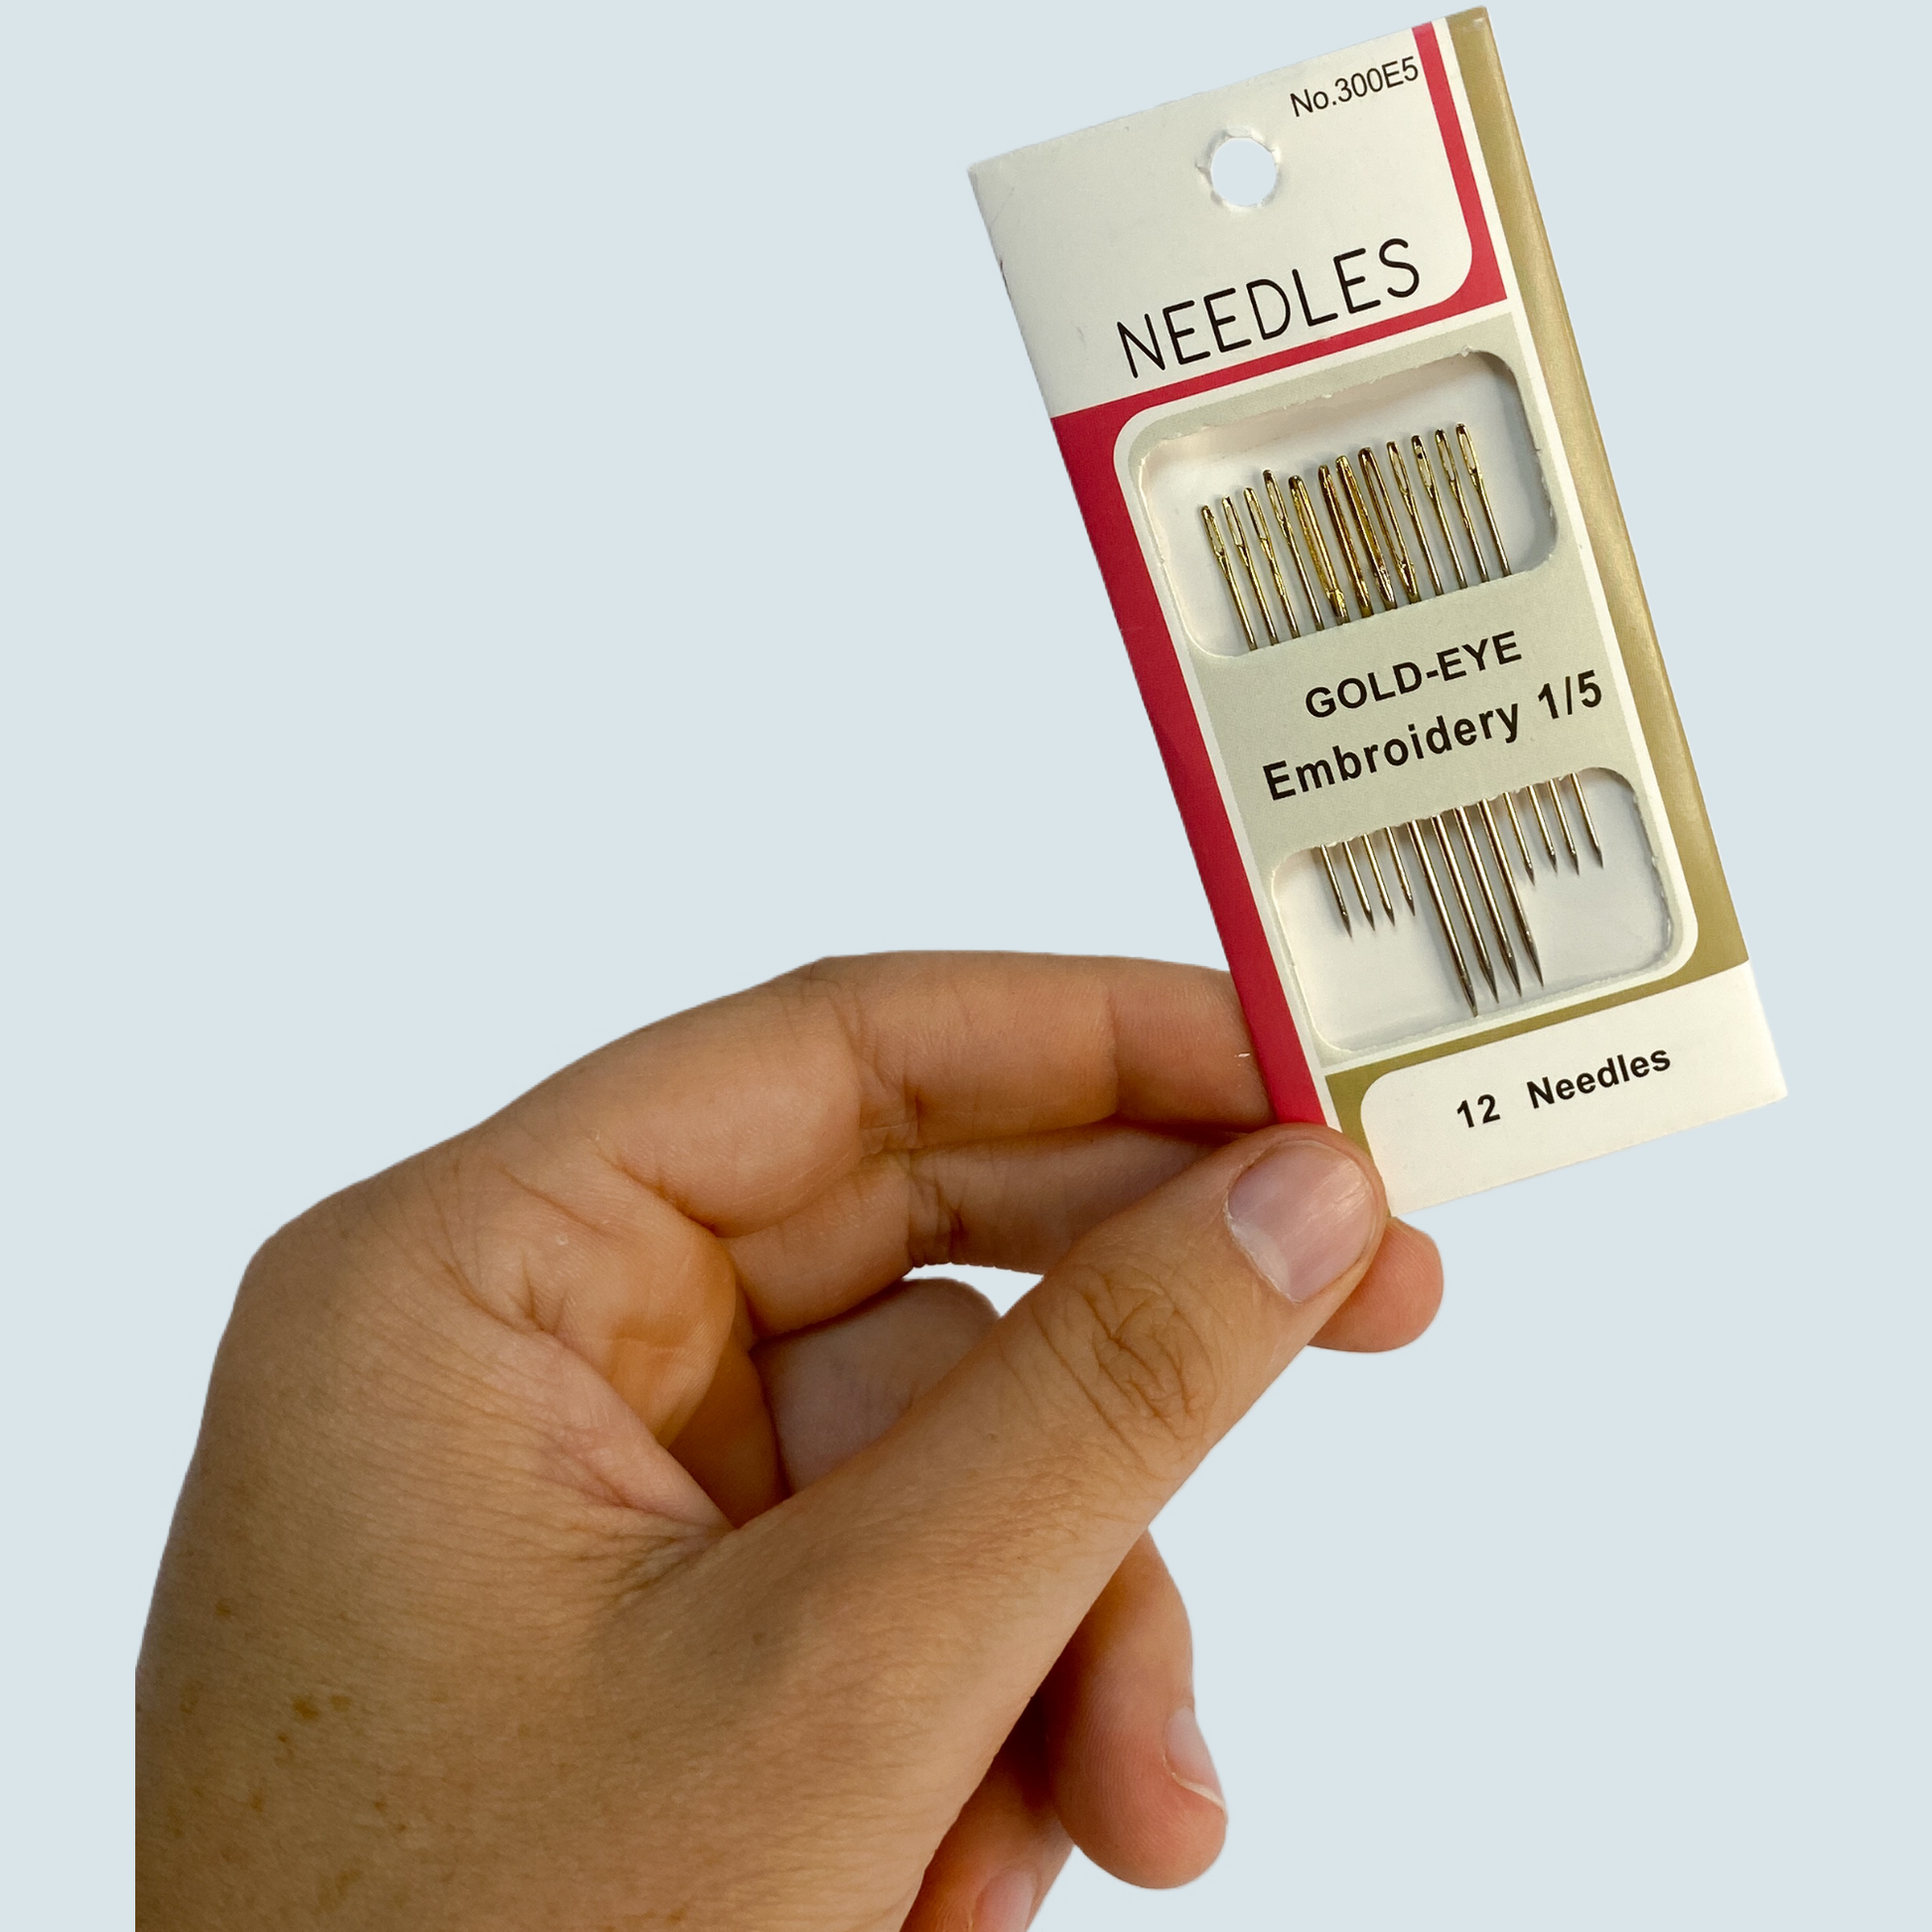 No.300E5
NEEDLES
GOLD-EYE
Embroidery 1/5
12 Needles